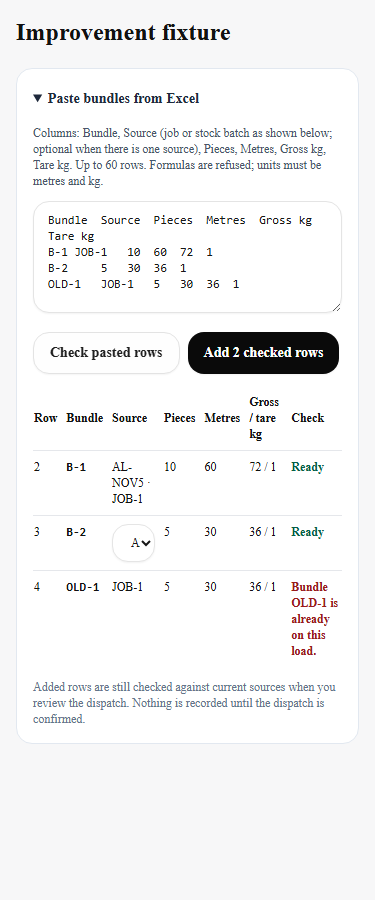 Improvement fixture
▼ Paste bundles from Excel
Columns: Bundle, Source (job or stock batch as shown below;
optional when there is one source), Pieces, Metres, Gross kg,
Tare kg. Up to 60 rows. Formulas are refused; units must be
metres and kg.
Bundle Source Pieces Metres Gross kg
Tare kg
B-1 JOB-1 10 60 72 1
B-2 5 30 36 1
OLD-1 JOB-1 5 30 36 1
Check pasted rows
Add 2 checked rows
Row Bundle Source Pieces Metres Gross / tare kg Check
2 B-1 AL-NOV5 · JOB-1 10 60 72 / 1 Ready
3 B-2 A 5 30 36 / 1 Ready
4 OLD-1 JOB-1 5 30 36 / 1 Bundle
OLD-1 is
already
on this
load.
Added rows are still checked against current sources when you
review the dispatch. Nothing is recorded until the dispatch is
confirmed.